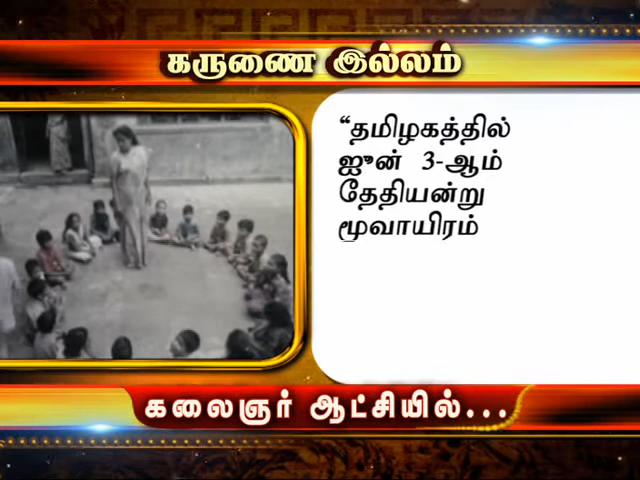 கருணை இல்லம்
“தமிழகத்தில்
ஜுன் 3-ஆம்
தேதியன்று
மூவாயிரம்
கலைஞர் ஆட்சியில்...